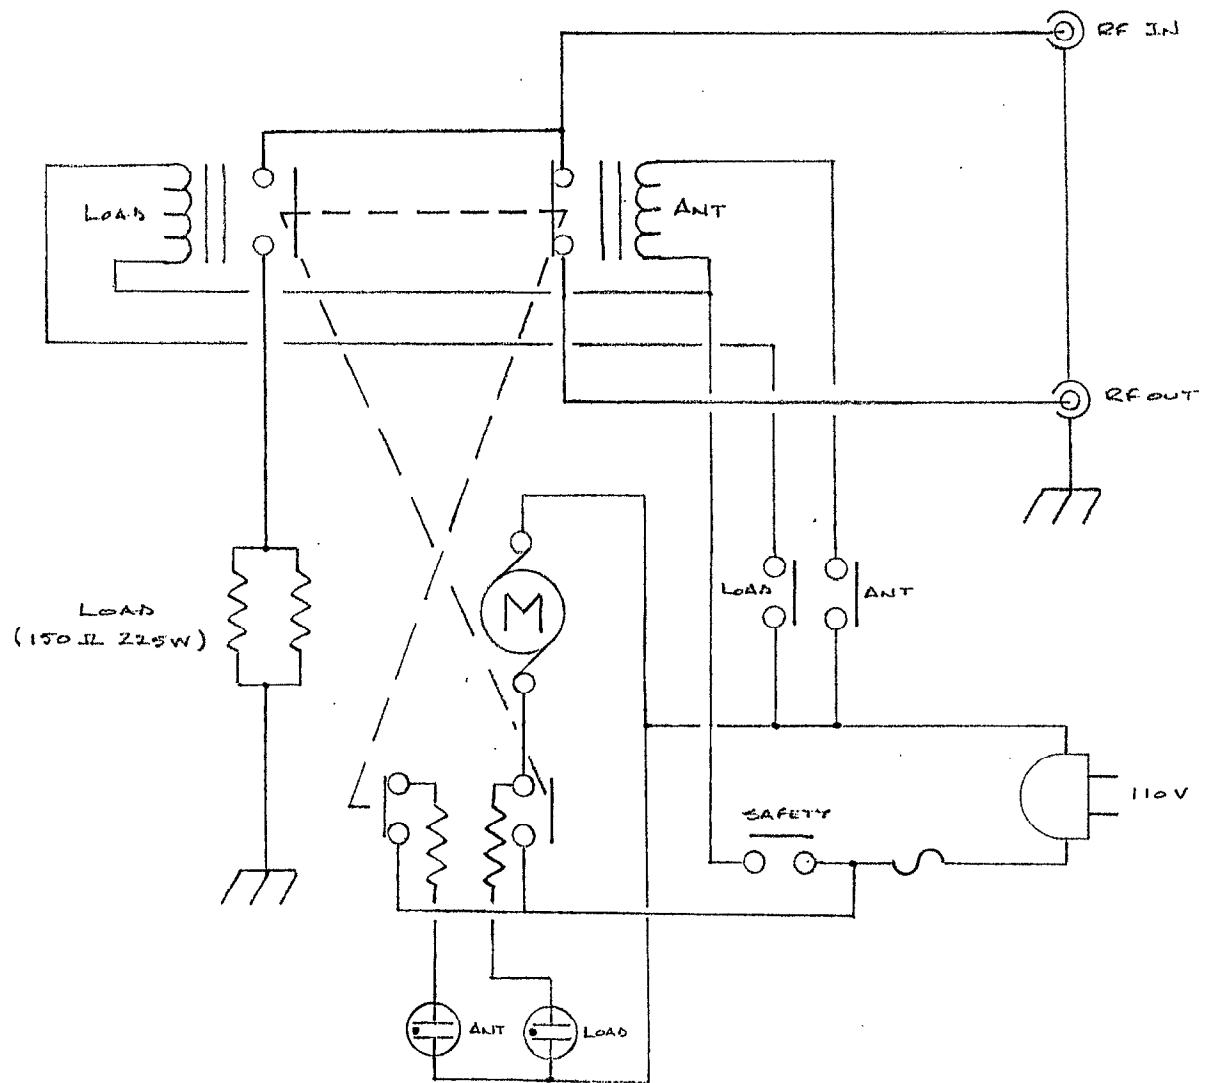 RF IN
LOAD
ANT
RF OUT
M
LOAD
ANT
LOAD
(150 Ω 225W)
110V
SAFETY
ANT
LOAD